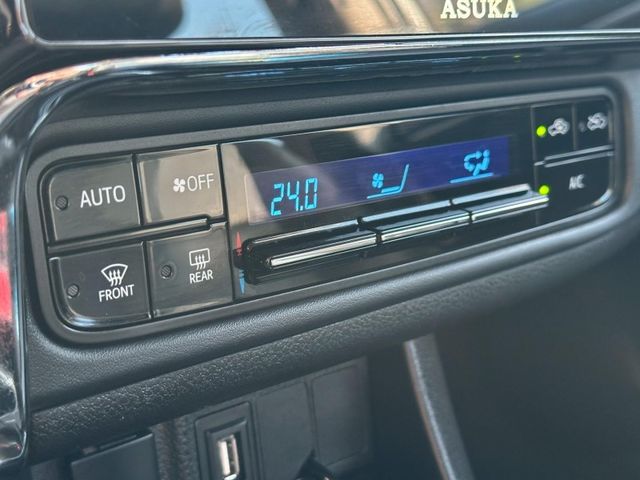 ASUKA
AUTO
OFF
24.0
A/C
FRONT
REAR